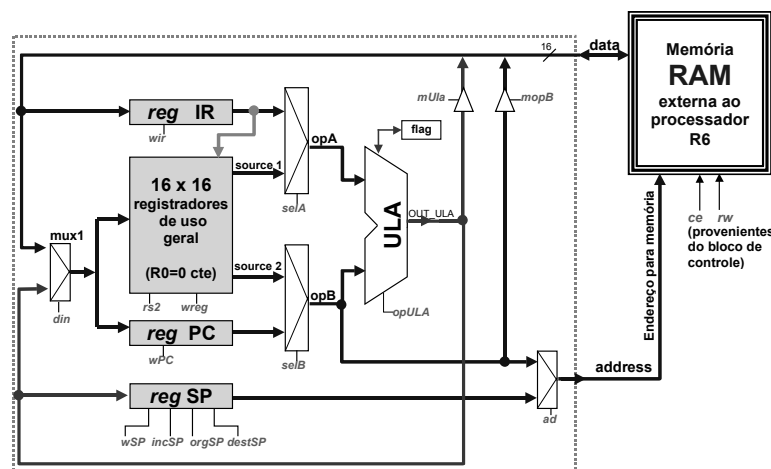 16
data
Memória
RAM
externa ao
processador
R6
mUla
mopB
reg IR
wir
opA
flag
source 1
16 x 16
registradores
de uso
geral
(R0=0 cte)
selA
ULA
OUT_ULA
ce
rw
(provenientes
do bloco de
controle)
mux1
source 2
din
rs2
wreg
opB
opULA
Endereço para memória
reg PC
wPC
selB
address
reg SP
wSP
incSP
orgSP
destSP
ad